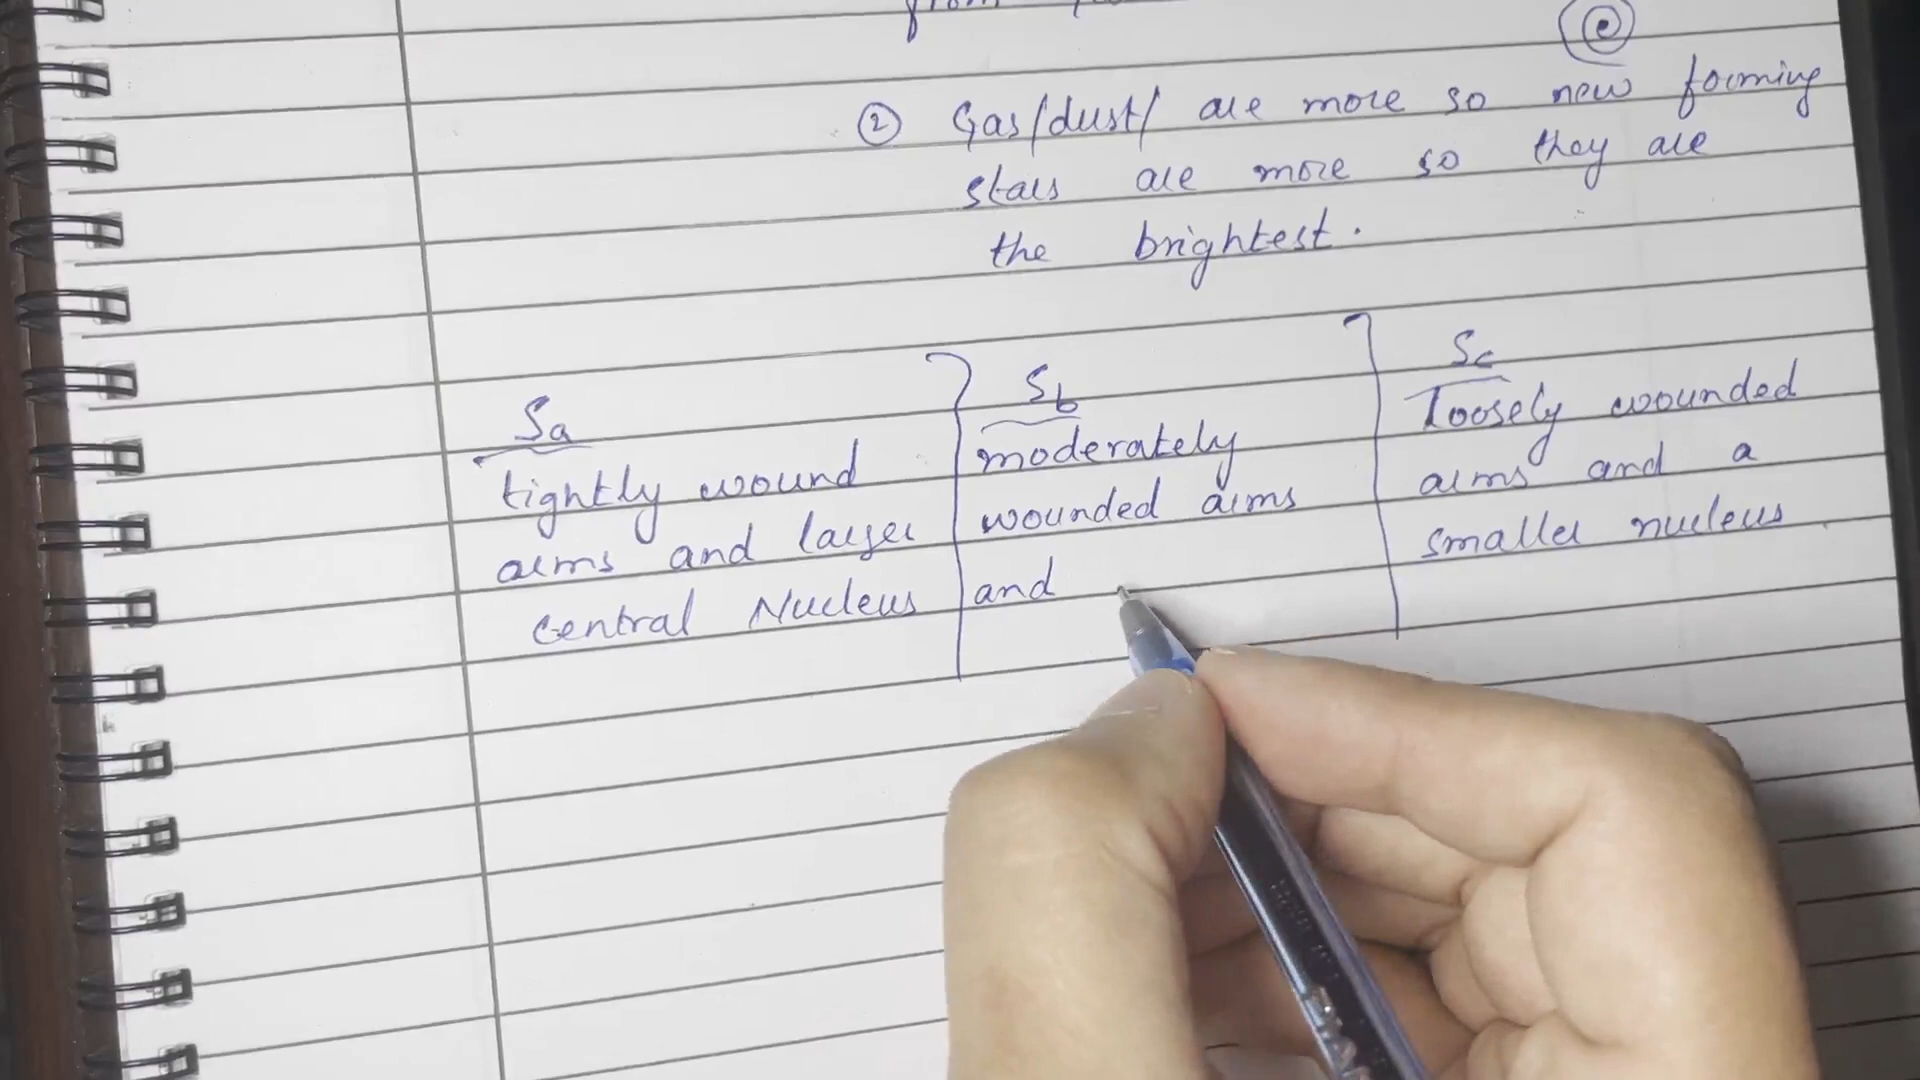 from
e
② Gas/dust/ are more so new forming
stars are more so they are
the brightest.
Sa
tightly wound
arms and larger
central Nucleus
Sb
moderately
wounded arms
and
Sc
Loosely wounded
arms and a
smaller nucleus